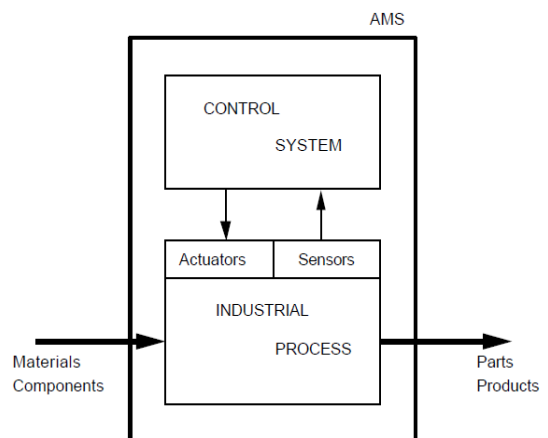 AMS
CONTROL
SYSTEM
Actuators
Sensors
INDUSTRIAL
PROCESS
Materials
Components
Parts
Products